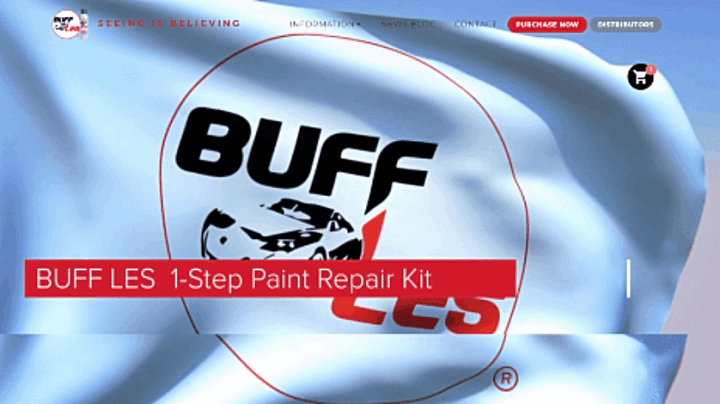 BUFF LES
SEEING IS BELIEVING
INFORMATION
NEWS BLOG
CONTACT
PURCHASE NOW
DISTRIBUTORS
1
BUFF
LES
BUFF LES 1-Step Paint Repair Kit
®